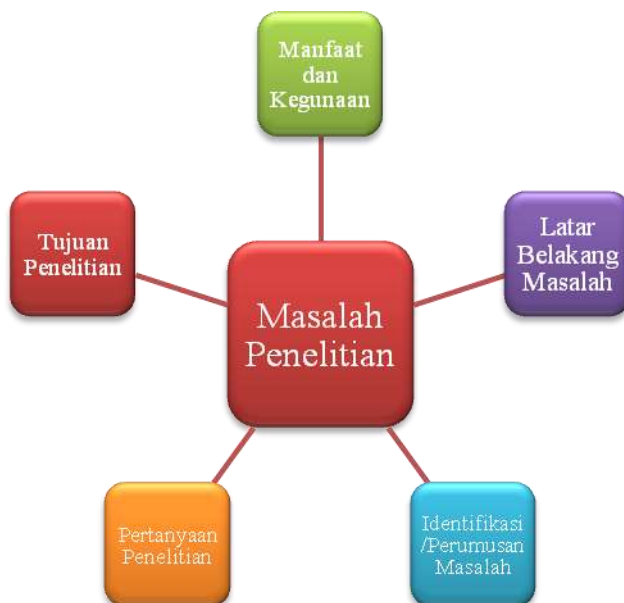 Manfaat
dan
Kegunaan
Tujuan
Penelitian
Latar
Belakang
Masalah
Masalah
Penelitian
Pertanyaan
Penelitian
Identifikasi
/Perumusan
Masalah